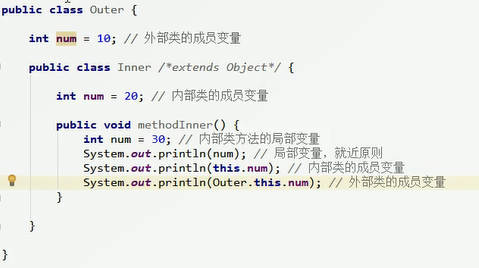 public class Outer {
int num = 10; // 外部类的成员变量
public class Inner /*extends Object*/ {
int num = 20; // 内部类的成员变量
public void methodInner() {
int num = 30; // 内部类方法的局部变量
System.out.println(num); // 局部变量，就近原则
System.out.println(this.num); // 内部类的成员变量
System.out.println(Outer.this.num); // 外部类的成员变量
}
}
}